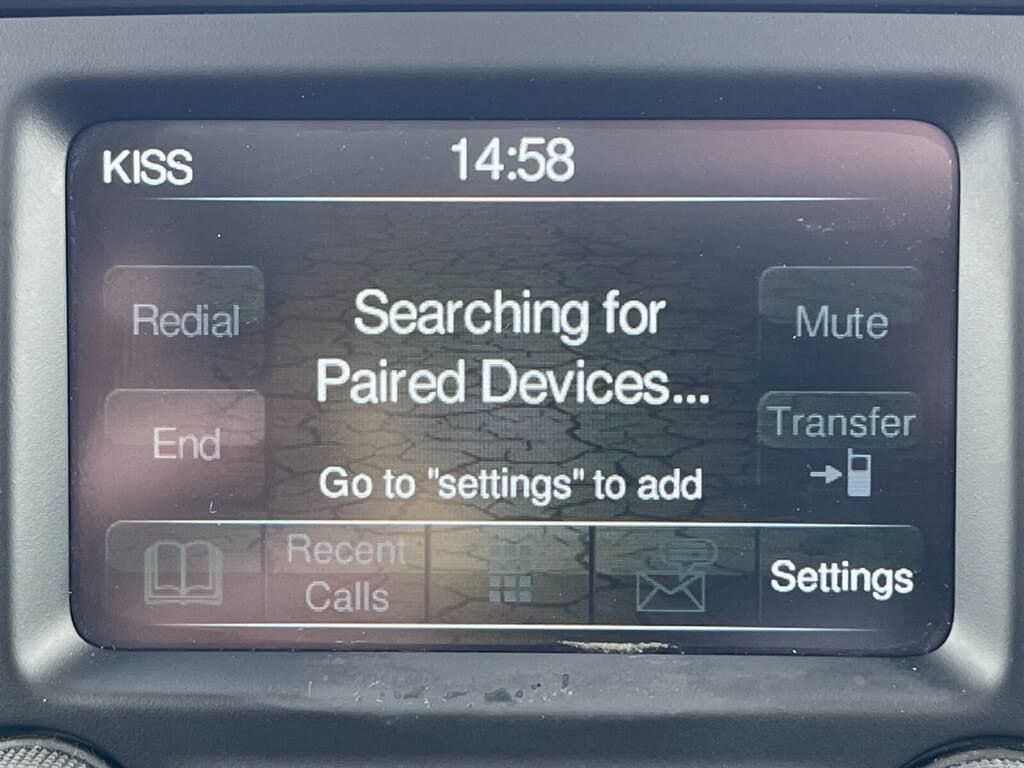 KISS
14:58
Redial
Searching for
Paired Devices...
Mute
End
Transfer
Go to "settings" to add
Recent
Calls
Settings